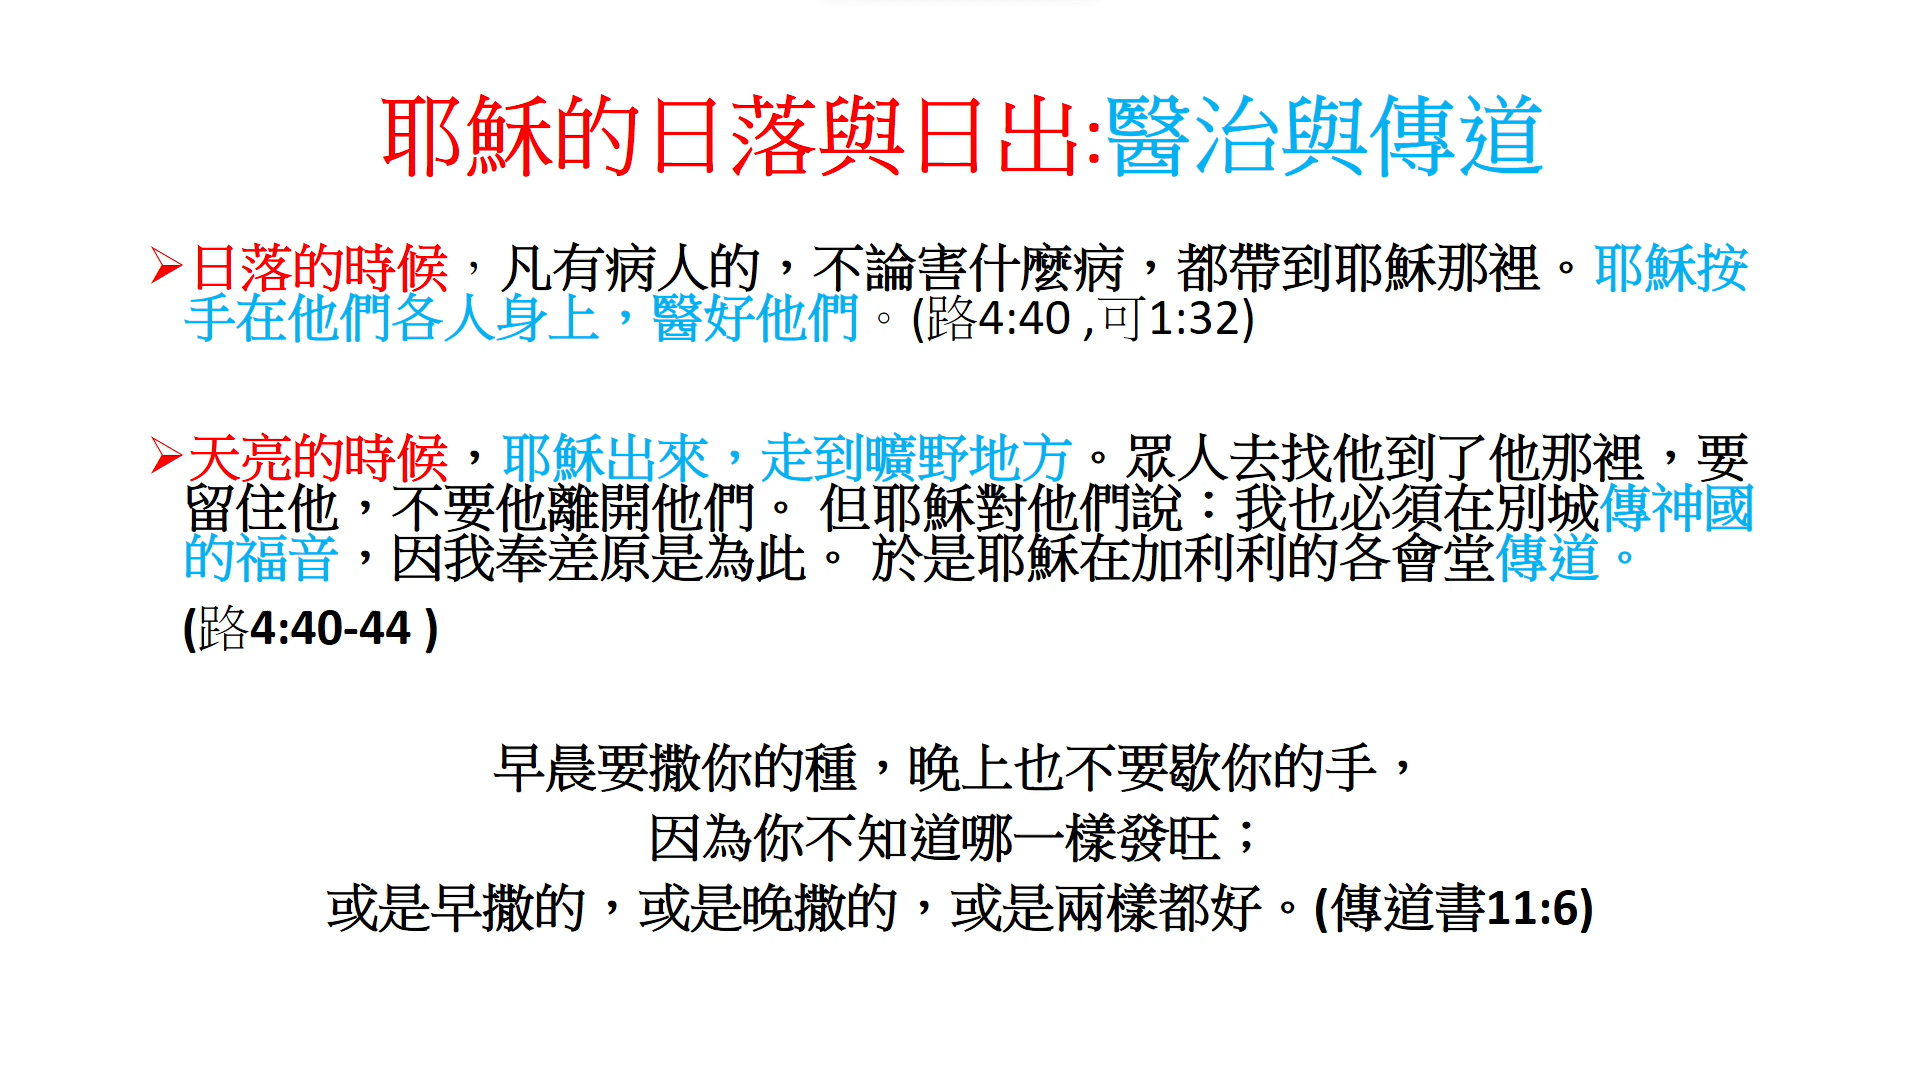 耶穌的日落與日出:醫治與傳道
➢日落的時候，凡有病人的，不論害什麼病，都帶到耶穌那裡。耶穌按
手在他們各人身上，醫好他們。(路4:40 ,可1:32)
➢天亮的時候，耶穌出來，走到曠野地方。眾人去找他到了他那裡，要
留住他，不要他離開他們。 但耶穌對他們說：我也必須在別城傳神國
的福音，因我奉差原是為此。 於是耶穌在加利利的各會堂傳道。
(路4:40-44 )
早晨要撒你的種，晚上也不要歇你的手，
因為你不知道哪一樣發旺；
或是早撒的，或是晚撒的，或是兩樣都好。(傳道書11:6)